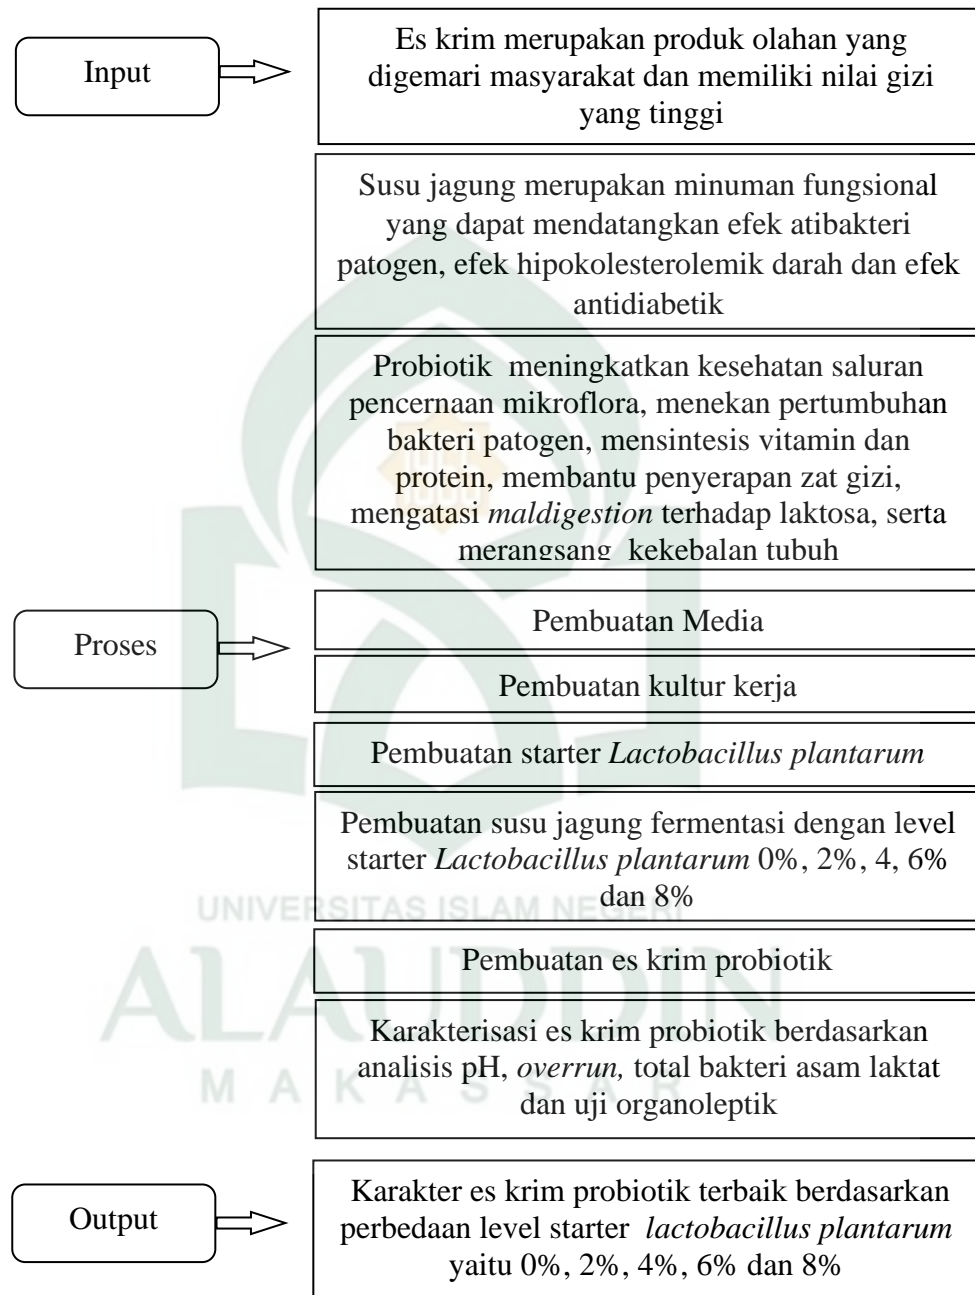 Input
Es krim merupakan produk olahan yang
digemari masyarakat dan memiliki nilai gizi
yang tinggi
Susu jagung merupakan minuman fungsional
yang dapat mendatangkan efek atibakteri
patogen, efek hipokolesterolemik darah dan efek
antidiabetik
Probiotik meningkatkan kesehatan saluran
pencernaan mikroflora, menekan pertumbuhan
bakteri patogen, mensintesis vitamin dan
protein, membantu penyerapan zat gizi,
mengatasi maldigestion terhadap laktosa, serta
merangsang kekebalan tubuh
Proses
Pembuatan Media
Pembuatan kultur kerja
Pembuatan starter Lactobacillus plantarum
Pembuatan susu jagung fermentasi dengan level
starter Lactobacillus plantarum 0%, 2%, 4, 6%
dan 8%
UNIVERSITAS ISLAM NEGERI
Pembuatan es krim probiotik
ALAUDDIN
Karakterisasi es krim probiotik berdasarkan
analisis pH, overrun, total bakteri asam laktat
dan uji organoleptik
MAKASSAR
Output
Karakter es krim probiotik terbaik berdasarkan
perbedaan level starter lactobacillus plantarum
yaitu 0%, 2%, 4%, 6% dan 8%